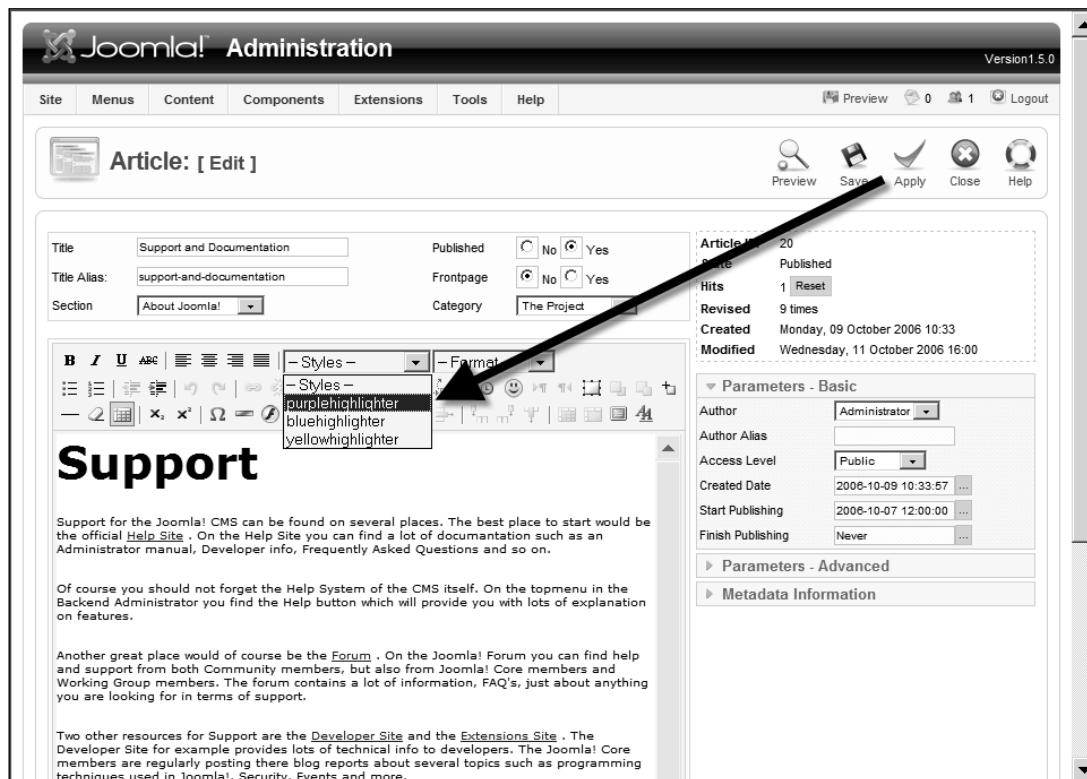 Joomla! Administration
Version1.5.0
Site Menus Content Components Extensions Tools Help Preview 0 1 Logout
Article: [ Edit ]
Preview Save Apply Close Help
Title Support and Documentation Published No Yes
Title Alias: support-and-documentation Frontpage No Yes
Section About Joomla! Category The Project
Article 20
Published
Hits 1 Reset
Revised 9 times
Created Monday, 09 October 2006 10:33
Modified Wednesday, 11 October 2006 16:00
B I U ABC – Styles – – Format
– Styles –
purplehighlighter
bluehighlighter
yellowhighlighter
Support
Support for the Joomla! CMS can be found on several places. The best place to start would be
the official Help Site . On the Help Site you can find a lot of documantation such as an
Administrator manual, Developer info, Frequently Asked Questions and so on.
Of course you should not forget the Help System of the CMS itself. On the topmenu in the
Backend Administrator you find the Help button which will provide you with lots of explanation
on features.
Another great place would of course be the Forum . On the Joomla! Forum you can find help
and support from both Community members, but also from Joomla! Core members and
Working Group members. The forum contains a lot of information, FAQ's, just about anything
you are looking for in terms of support.
Two other resources for Support are the Developer Site and the Extensions Site . The
Developer Site for example provides lots of technical info to developers. The Joomla! Core
members are regularly posting there blog reports about several topics such as programming
techniques used in Joomla!, Security, Events and more.
Parameters - Basic
Author Administrator
Author Alias
Access Level Public
Created Date 2006-10-09 10:33:57 ...
Start Publishing 2006-10-07 12:00:00 ...
Finish Publishing Never ...
Parameters - Advanced
Metadata Information